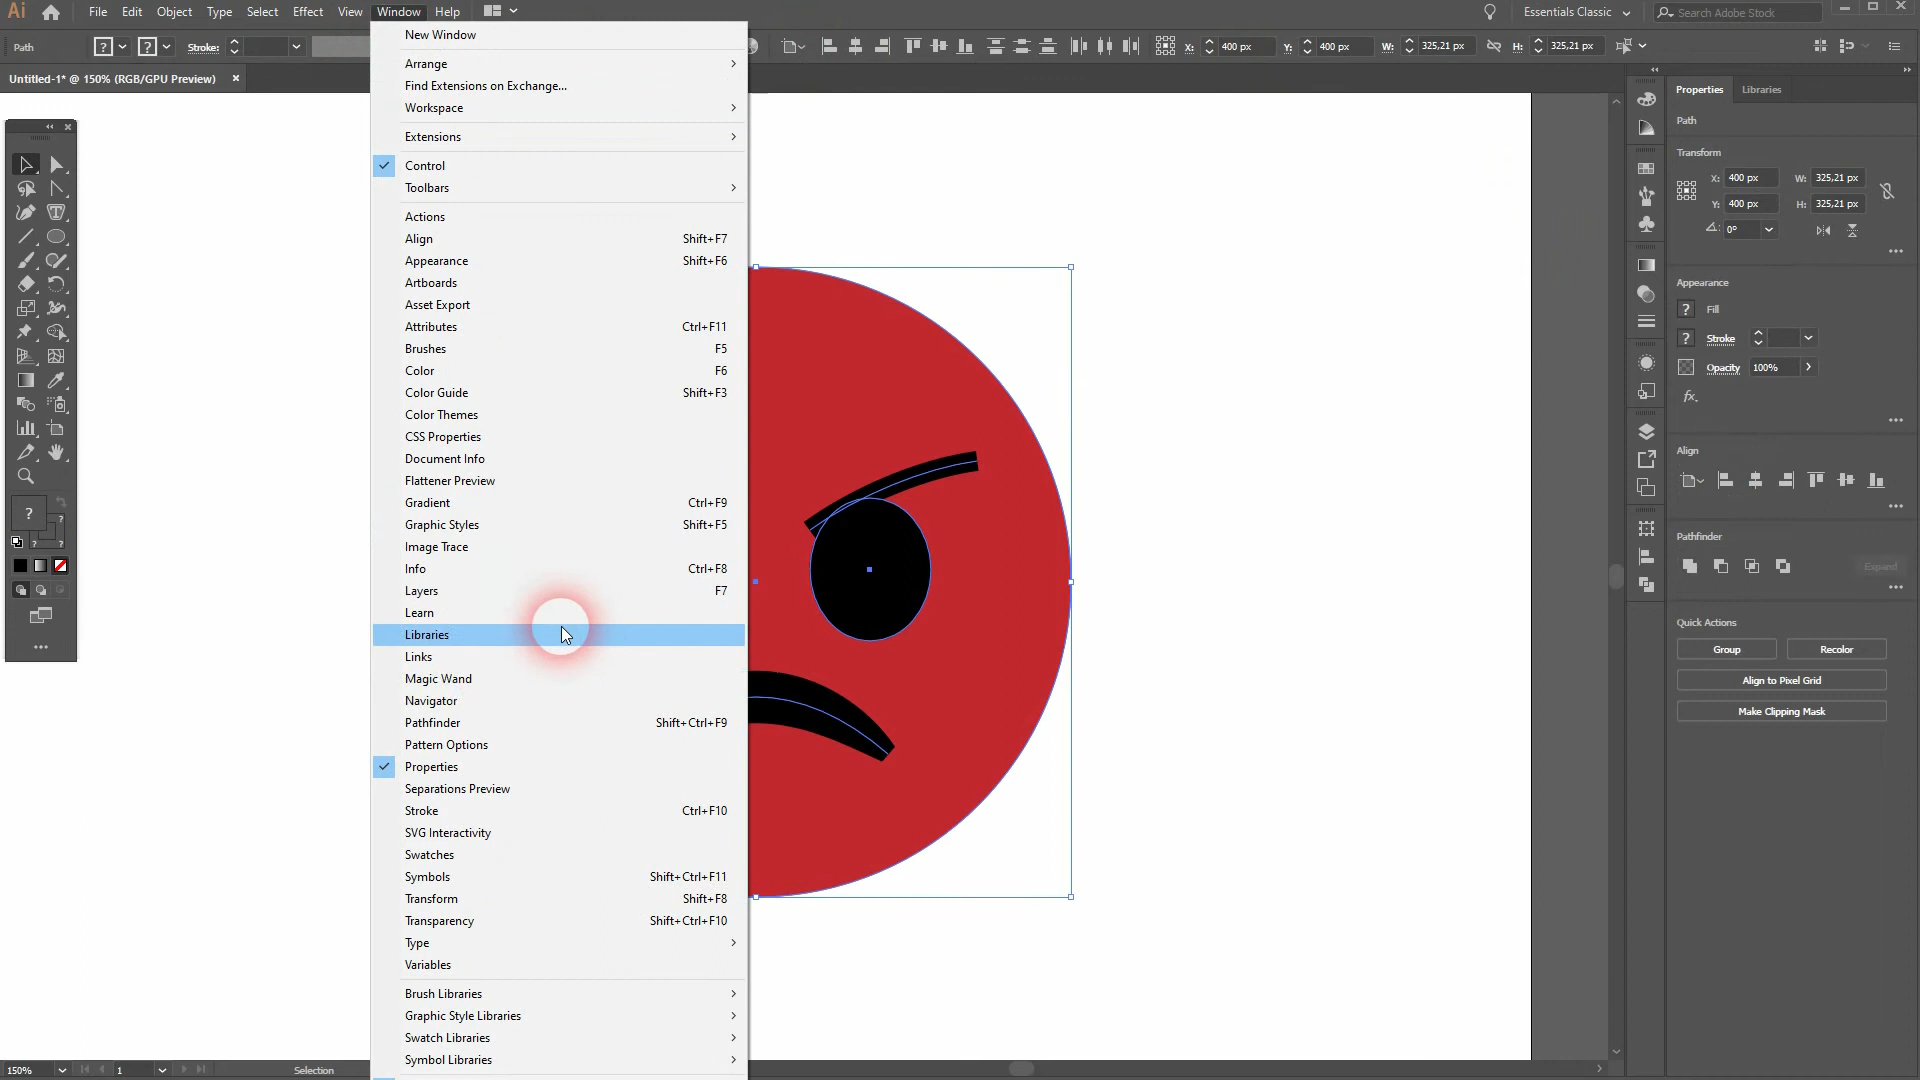 Ai File Edit Object Type Select Effect View Window Help Essentials Classic Search Adobe Stock
Path ? ? Stroke: X: 400 px Y: 400 px W: 325,21 px H: 325,21 px
Untitled-1* @ 150% (RGB/GPU Preview) ×
New Window
Arrange
Find Extensions on Exchange...
Workspace
Extensions
Control
Toolbars
Actions
Align Shift+F7
Appearance Shift+F6
Artboards
Asset Export
Attributes Ctrl+F11
Brushes F5
Color F6
Color Guide Shift+F3
Color Themes
CSS Properties
Document Info
Flattener Preview
Gradient Ctrl+F9
Graphic Styles Shift+F5
Image Trace
Info Ctrl+F8
Layers F7
Learn
Libraries
Links
Magic Wand
Navigator
Pathfinder Shift+Ctrl+F9
Pattern Options
Properties
Separations Preview
Stroke Ctrl+F10
SVG Interactivity
Swatches
Symbols Shift+Ctrl+F11
Transform Shift+F8
Transparency Shift+Ctrl+F10
Type
Variables
Brush Libraries
Graphic Style Libraries
Swatch Libraries
Symbol Libraries
Properties Libraries
Path
Transform
X: 400 px W: 325,21 px
Y: 400 px H: 325,21 px
0°
Appearance
? Fill
? Stroke
Opacity 100%
fx.
Align
Pathfinder
Expand
Quick Actions
Group Recolor
Align to Pixel Grid
Make Clipping Mask
? ?
? ?
150% 1 Selection